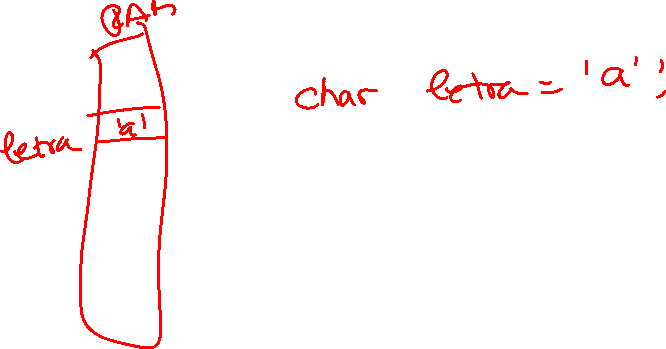 RAM
char letra = 'a';
'a'
letra